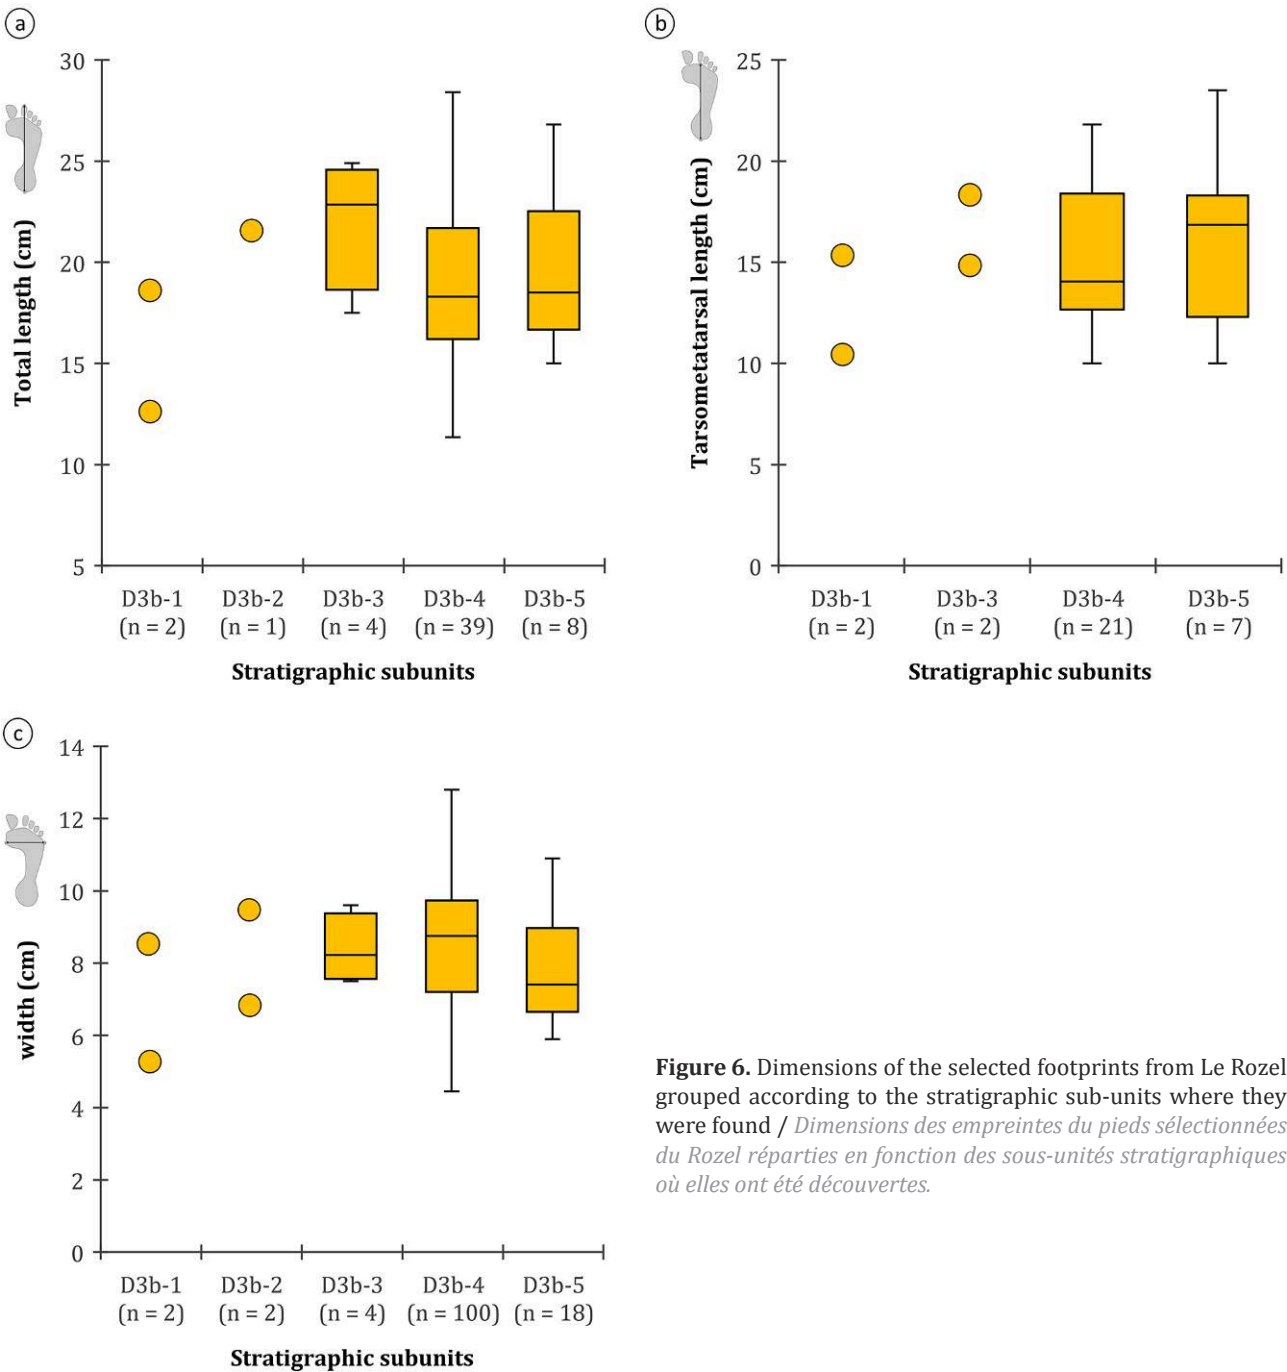 a
30
25
20
15
10
5
Total length (cm)
D3b-1 D3b-2 D3b-3 D3b-4 D3b-5
(n = 2) (n = 1) (n = 4) (n = 39) (n = 8)
Stratigraphic subunits
b
25
20
15
10
5
0
Tarsometatarsal length (cm)
D3b-1 D3b-3 D3b-4 D3b-5
(n = 2) (n = 2) (n = 21) (n = 7)
Stratigraphic subunits
c
14
12
10
8
6
4
2
0
width (cm)
D3b-1 D3b-2 D3b-3 D3b-4 D3b-5
(n = 2) (n = 2) (n = 4) (n = 100) (n = 18)
Stratigraphic subunits
Figure 6. Dimensions of the selected footprints from Le Rozel
grouped according to the stratigraphic sub-units where they
were found / Dimensions des empreintes du pieds sélectionnées
du Rozel réparties en fonction des sous-unités stratigraphiques
où elles ont été découvertes.